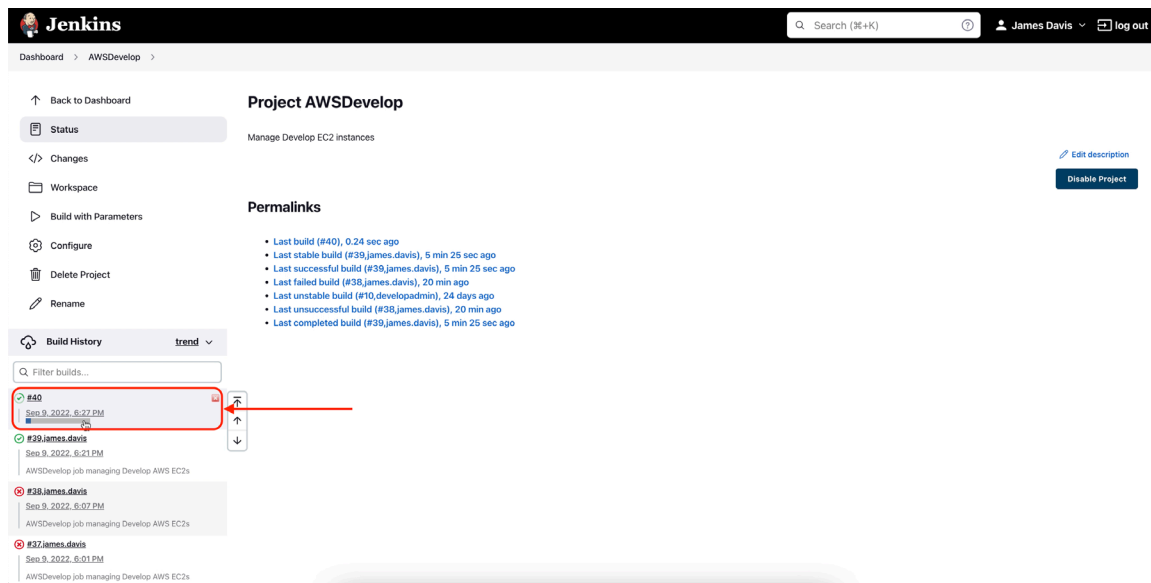 Jenkins
Search (⌘+K)
James Davis
log out
Dashboard > AWSDevelop >
Back to Dashboard
Status
Changes
Workspace
Build with Parameters
Configure
Delete Project
Rename
Build History
trend
Filter builds...
#40
Sep 9, 2022, 6:27 PM
#39,james.davis
Sep 9, 2022, 6:21 PM
AWSDevelop job managing Develop AWS EC2s
#38,james.davis
Sep 9, 2022, 6:07 PM
AWSDevelop job managing Develop AWS EC2s
#37,james.davis
Sep 9, 2022, 6:01 PM
AWSDevelop job managing Develop AWS EC2s
Project AWSDevelop
Manage Develop EC2 instances
Edit description
Disable Project
Permalinks
• Last build (#40), 0.24 sec ago
• Last stable build (#39,james.davis), 5 min 25 sec ago
• Last successful build (#39,james.davis), 5 min 25 sec ago
• Last failed build (#38,james.davis), 20 min ago
• Last unstable build (#10,developadmin), 24 days ago
• Last unsuccessful build (#38,james.davis), 20 min ago
• Last completed build (#39,james.davis), 5 min 25 sec ago